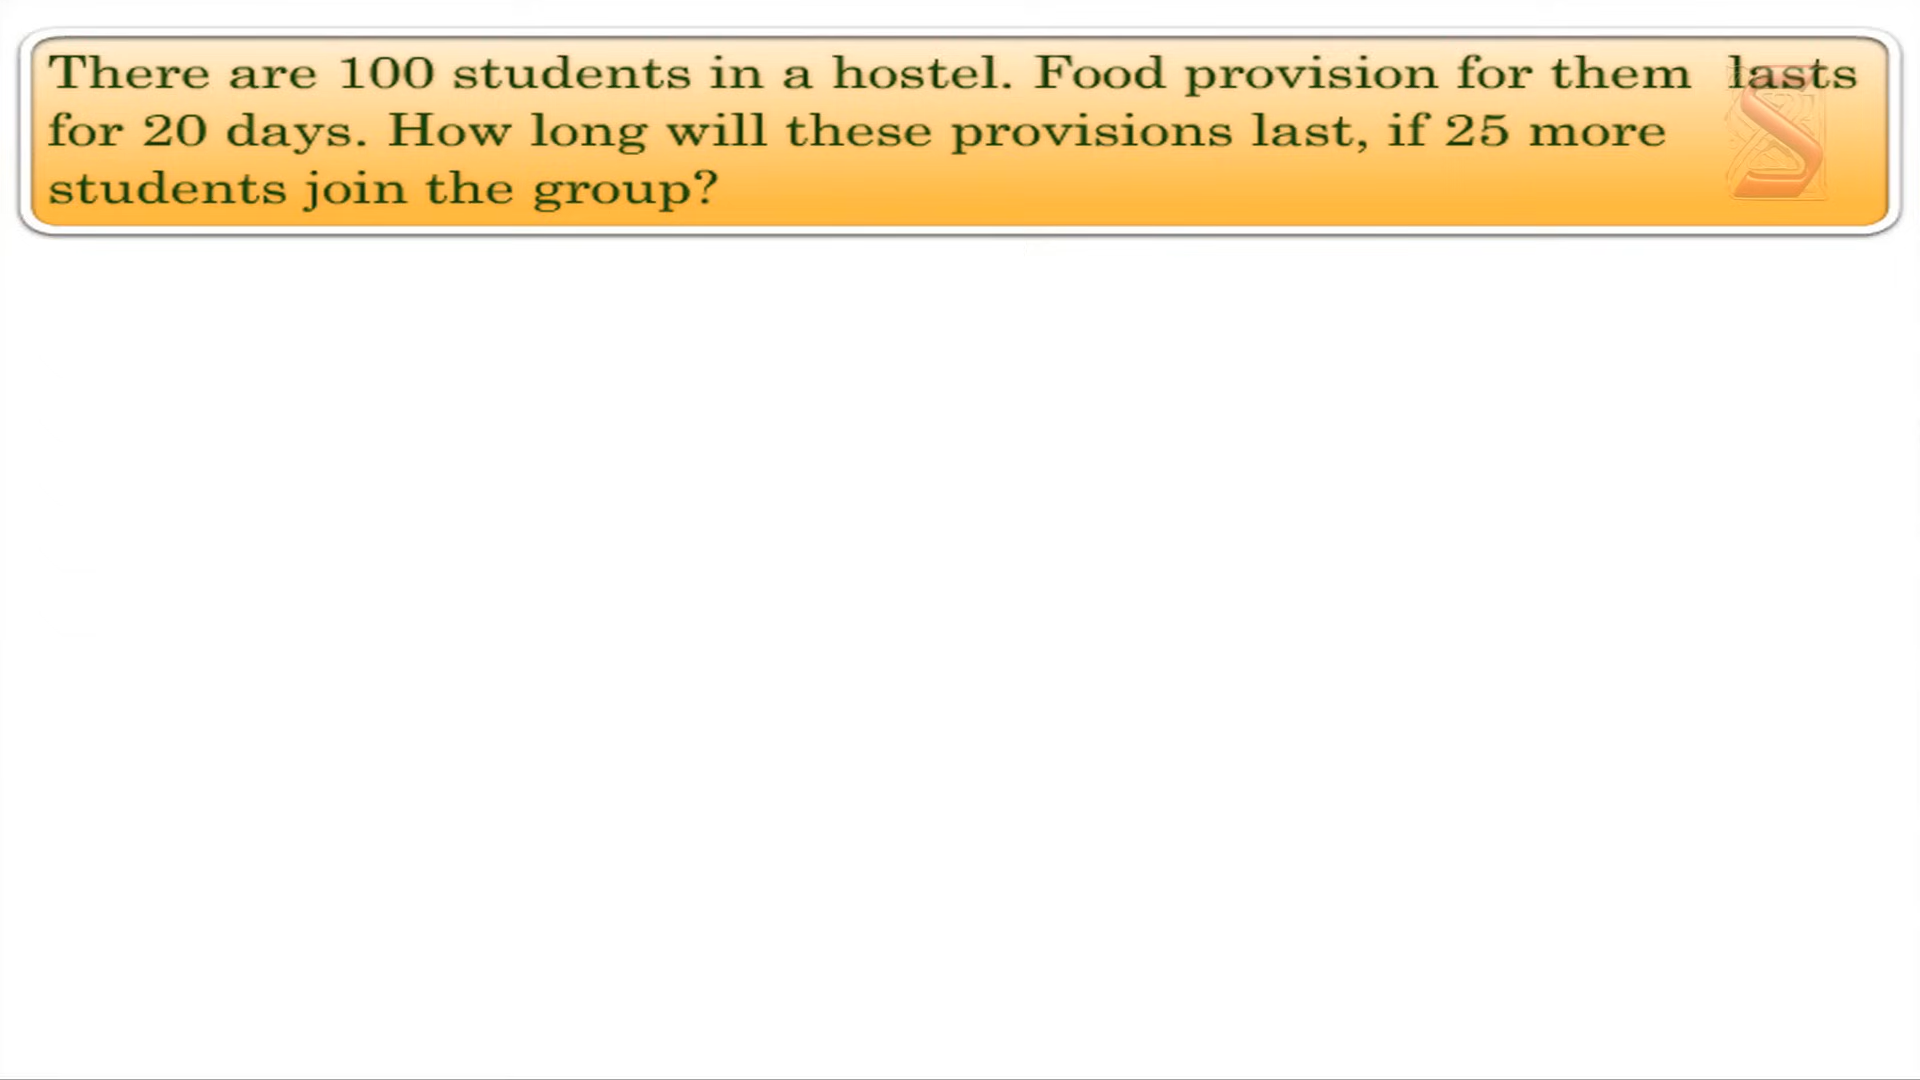 There are 100 students in a hostel. Food provision for them lasts
for 20 days. How long will these provisions last, if 25 more
students join the group?